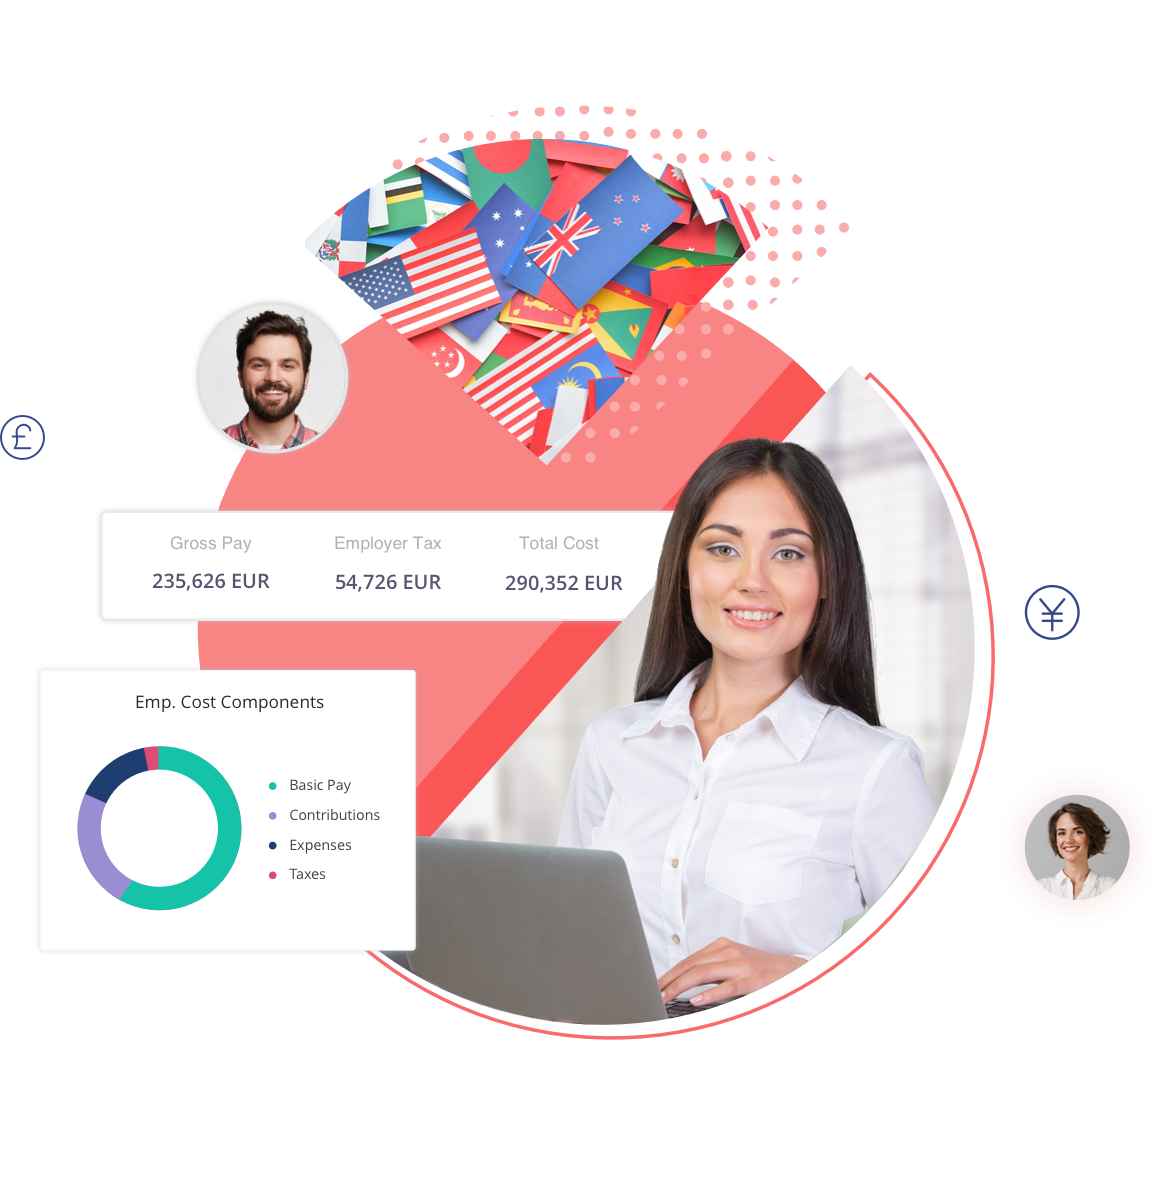 £
Gross Pay Employer Tax Total Cost
235,626 EUR 54,726 EUR 290,352 EUR
¥
Emp. Cost Components
Basic Pay
Contributions
Expenses
Taxes